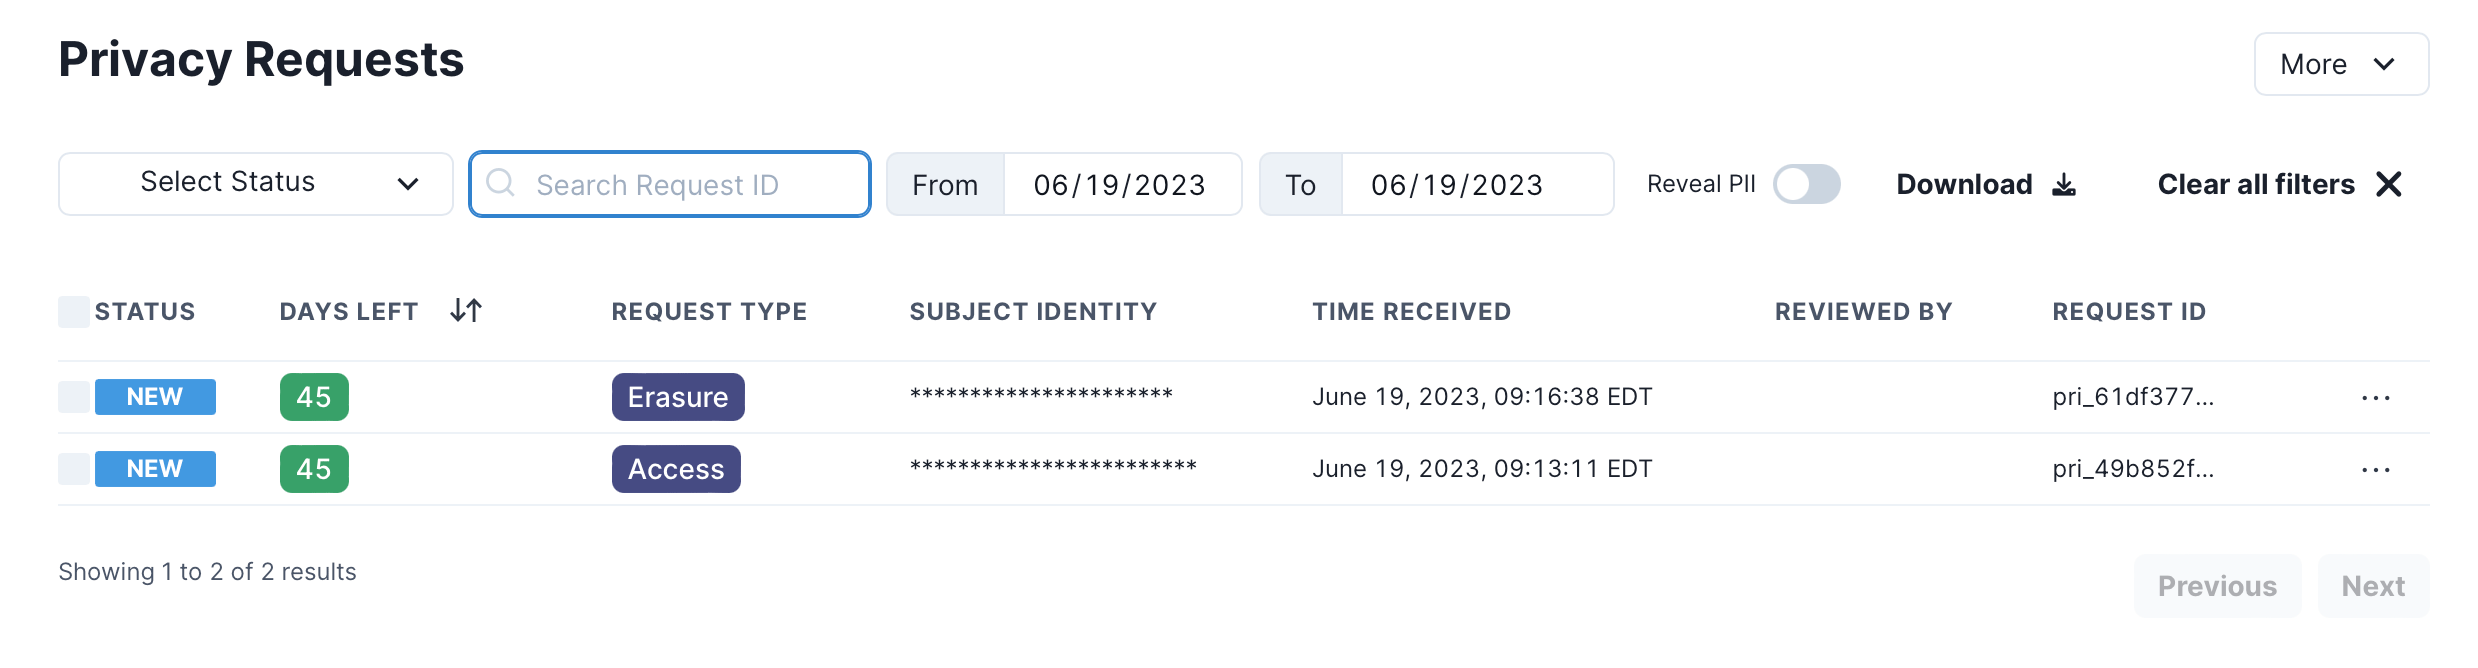 Privacy Requests
More
Select Status
Search Request ID
From 06/19/2023
To 06/19/2023
Reveal PII
Download
Clear all filters
STATUS DAYS LEFT REQUEST TYPE SUBJECT IDENTITY TIME RECEIVED REVIEWED BY REQUEST ID
NEW 45 Erasure ********************** June 19, 2023, 09:16:38 EDT pri_61df377... ...
NEW 45 Access ************************ June 19, 2023, 09:13:11 EDT pri_49b852f... ...
Showing 1 to 2 of 2 results
Previous Next